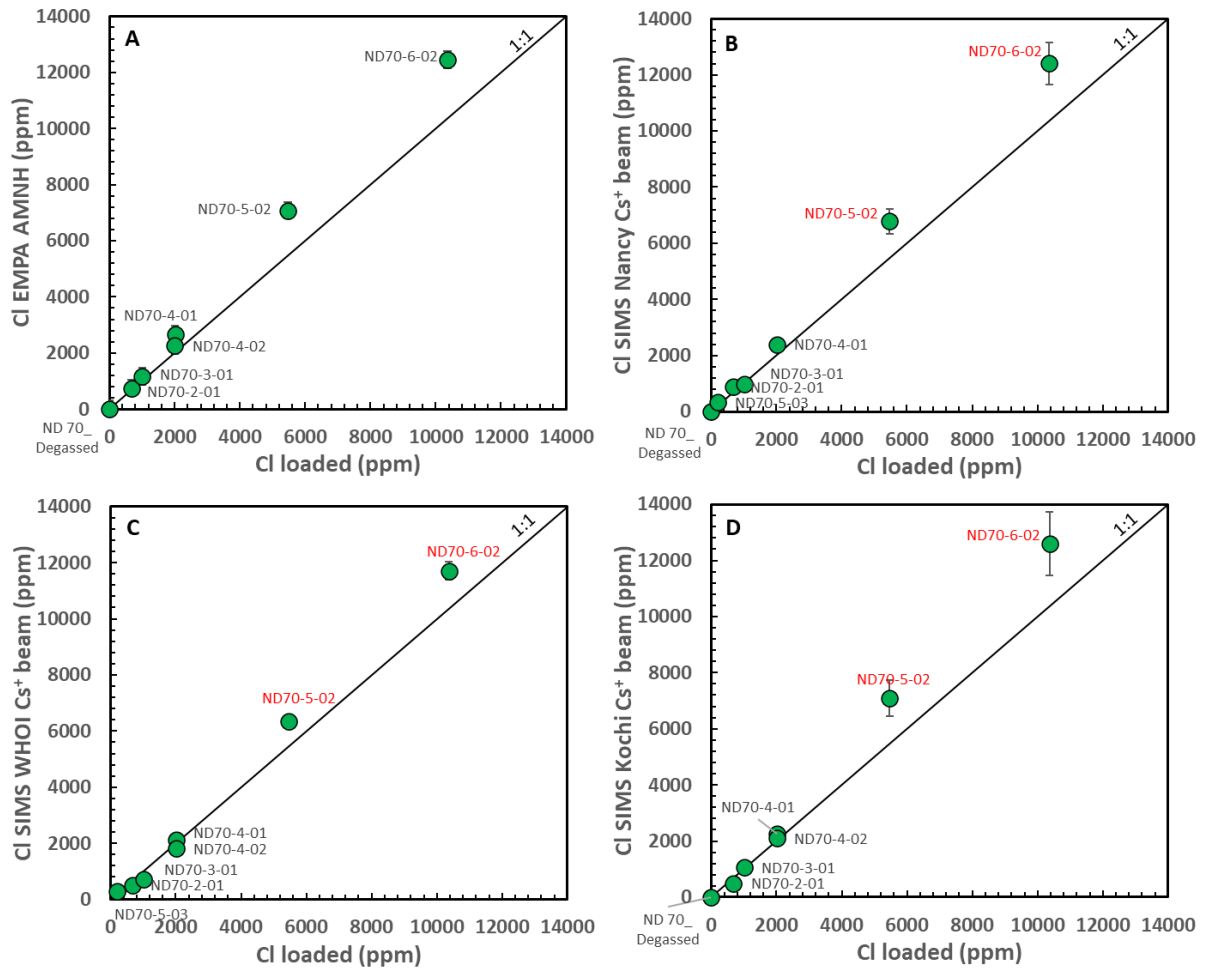 A
14000
12000
10000
8000
6000
4000
2000
0
Cl EMPA AMNH (ppm)
1:1
ND70-6-02
ND70-5-02
ND70-4-01
ND70-4-02
ND70-3-01
ND70-2-01
ND 70_
Degassed
0 2000 4000 6000 8000 10000 12000 14000
Cl loaded (ppm)
B
14000
12000
10000
8000
6000
4000
2000
0
Cl SIMS Nancy Cs⁺ beam (ppm)
1:1
ND70-6-02
ND70-5-02
ND70-4-01
ND70-3-01
ND70-2-01
ND70-5-03
ND 70_
Degassed
0 2000 4000 6000 8000 10000 12000 14000
Cl loaded (ppm)
C
14000
12000
10000
8000
6000
4000
2000
0
Cl SIMS WHOI Cs⁺ beam (ppm)
1:1
ND70-6-02
ND70-5-02
ND70-4-01
ND70-4-02
ND70-3-01
ND70-2-01
ND70-5-03
0 2000 4000 6000 8000 10000 12000 14000
Cl loaded (ppm)
D
14000
12000
10000
8000
6000
4000
2000
0
Cl SIMS Kochi Cs⁺ beam (ppm)
1:1
ND70-6-02
ND70-5-02
ND70-4-01
ND70-4-02
ND70-3-01
ND70-2-01
ND 70_
Degassed
0 2000 4000 6000 8000 10000 12000 14000
Cl loaded (ppm)